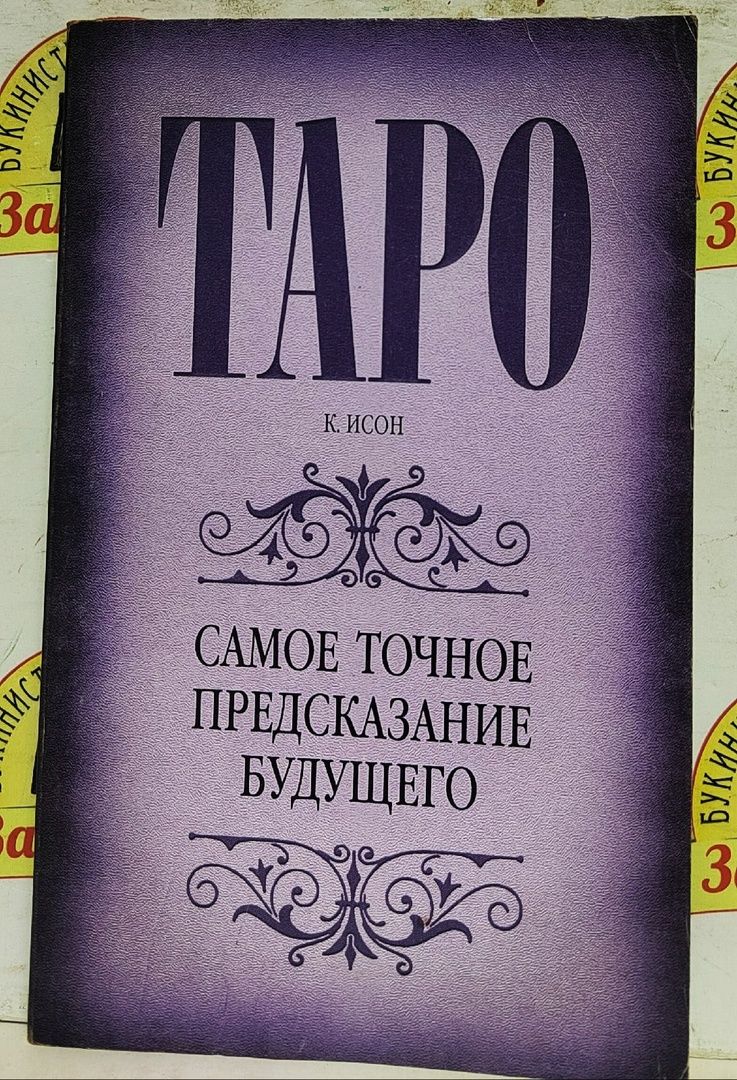 ТАРО
К. ИСОН
САМОЕ ТОЧНОЕ
ПРЕДСКАЗАНИЕ
БУДУЩЕГО